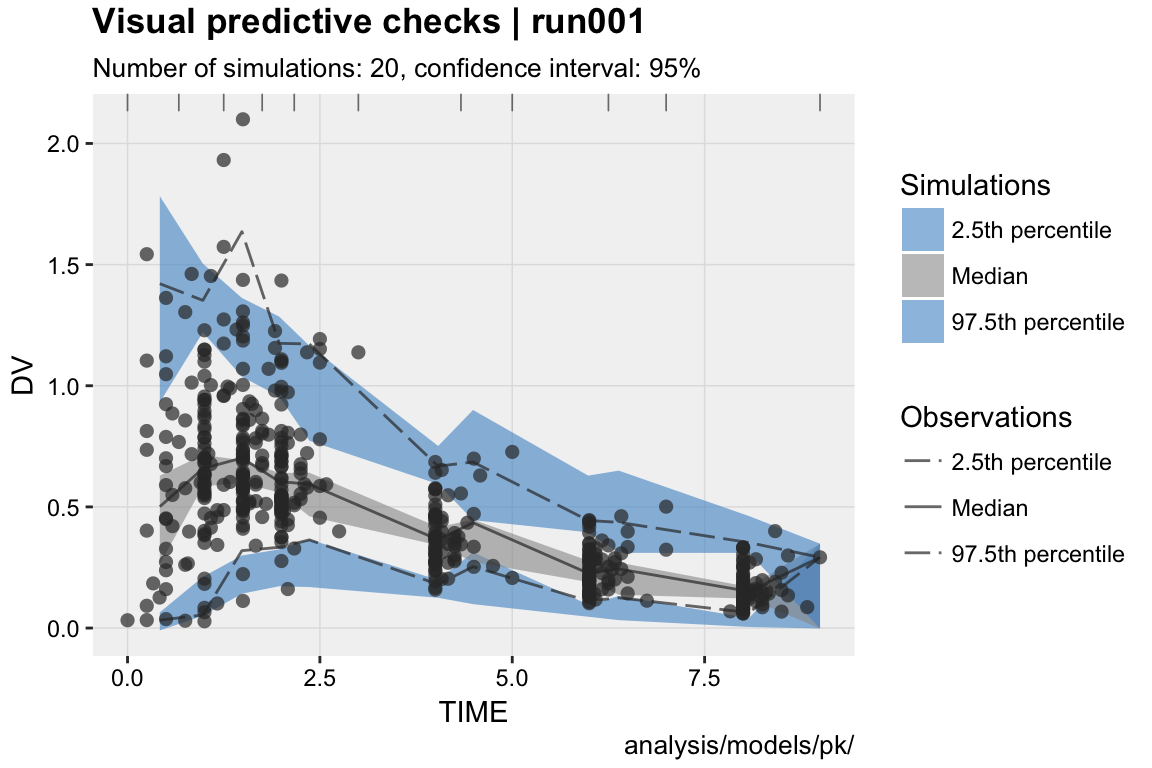 Visual predictive checks | run001
Number of simulations: 20, confidence interval: 95%
2.0
1.5
1.0
0.5
0.0
DV
0.0 2.5 5.0 7.5
TIME
analysis/models/pk/
Simulations
2.5th percentile
Median
97.5th percentile
Observations
2.5th percentile
Median
97.5th percentile